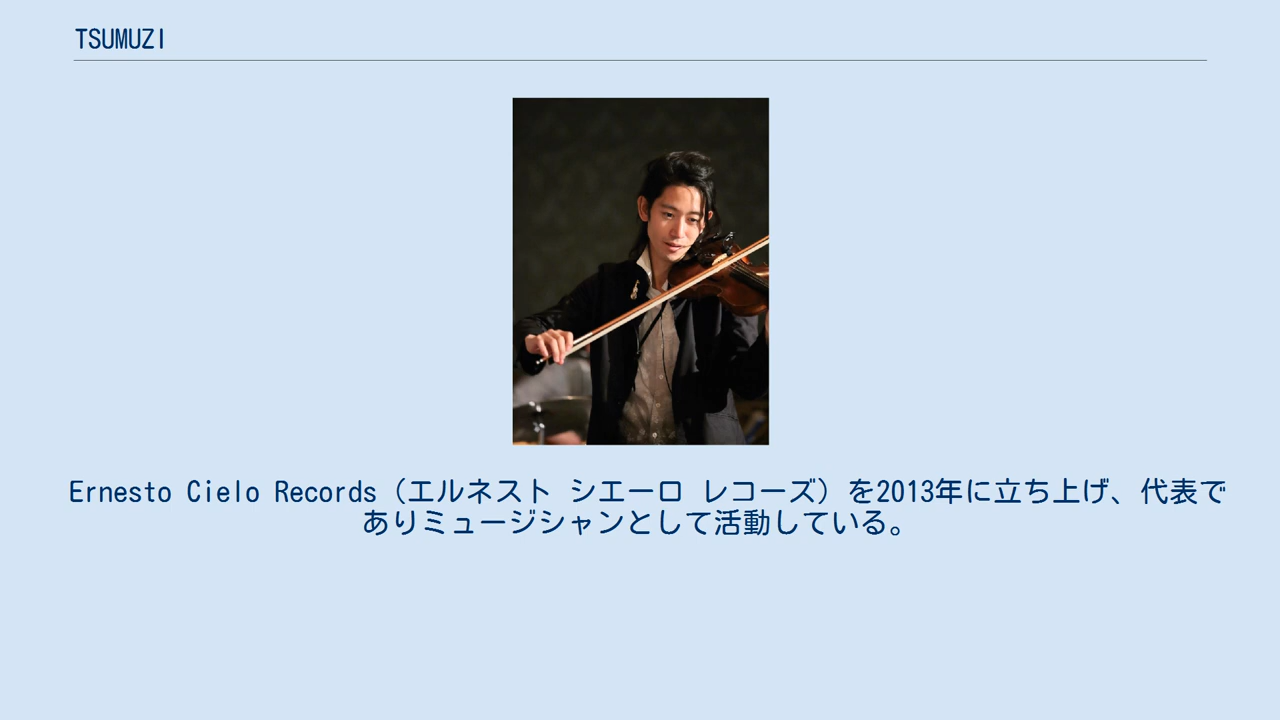 TSUMUZI
Ernesto Cielo Records（エルネスト シエーロ レコーズ）を2013年に立ち上げ、代表で
ありミュージシャンとして活動している。